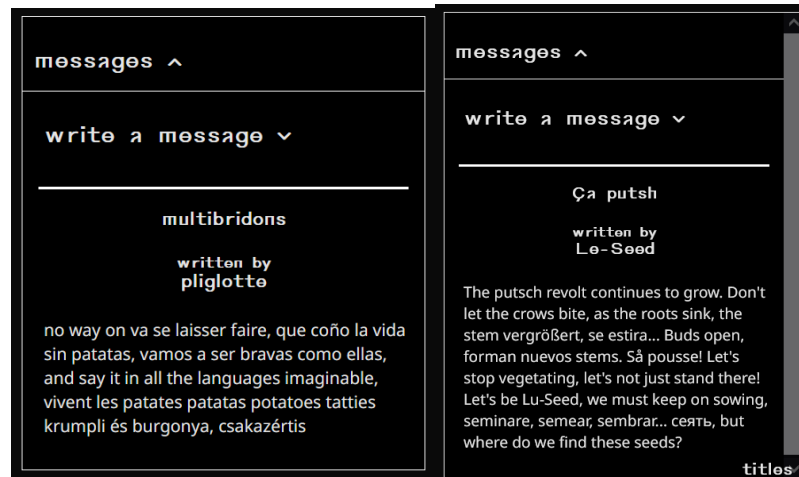 messages
write a message
multibridons
written by
pliglotte
no way on va se laisser faire, que coño la vida
sin patatas, vamos a ser bravas como ellas,
and say it in all the languages imaginable,
vivent les patates patatas potatoes tatties
krumpli és burgonya, csakazértis
messages
write a message
Ça putsh
written by
Lu-Seed
The putsch revolt continues to grow. Don't
let the crows bite, as the roots sink, the
stem vergrößert, se estira... Buds open,
forman nuevos stems. Så pousse! Let's
stop vegetating, let's not just stand there!
Let's be Lu-Seed, we must keep on sowing,
seminare, semear, sembrar... сеять, but
where do we find these seeds?
titles